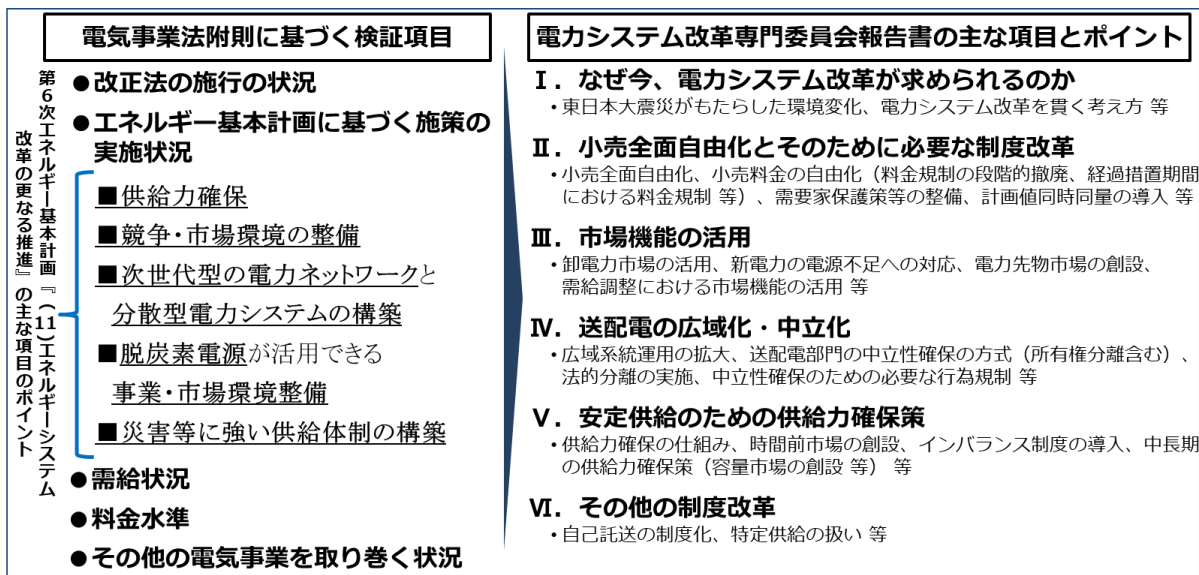 電気事業法附則に基づく検証項目
●改正法の施行の状況
●エネルギー基本計画に基づく施策の
実施状況
第6次エネルギー基本計画『(11)エネルギーシステム
改革の更なる推進』の主な項目のポイント
■供給力確保
■競争・市場環境の整備
■次世代型の電力ネットワークと
分散型電力システムの構築
■脱炭素電源が活用できる
事業・市場環境整備
■災害等に強い供給体制の構築
●需給状況
●料金水準
●その他の電気事業を取り巻く状況
電力システム改革専門委員会報告書の主な項目とポイント
Ⅰ．なぜ今、電力システム改革が求められるのか
・東日本大震災がもたらした環境変化、電力システム改革を貫く考え方 等
Ⅱ．小売全面自由化とそのために必要な制度改革
・小売全面自由化、小売料金の自由化（料金規制の段階的撤廃、経過措置期間
における料金規制 等）、需要家保護策等の整備、計画値同時同量の導入 等
Ⅲ．市場機能の活用
・卸電力市場の活用、新電力の電源不足への対応、電力先物市場の創設、
需給調整における市場機能の活用 等
Ⅳ．送配電の広域化・中立化
・広域系統運用の拡大、送配電部門の中立性確保の方式（所有権分離含む）、
法的分離の実施、中立性確保のための必要な行為規制 等
Ⅴ．安定供給のための供給力確保策
・供給力確保の仕組み、時間前市場の創設、インバランス制度の導入、中長期
の供給力確保策（容量市場の創設 等） 等
Ⅵ．その他の制度改革
・自己託送の制度化、特定供給の扱い 等